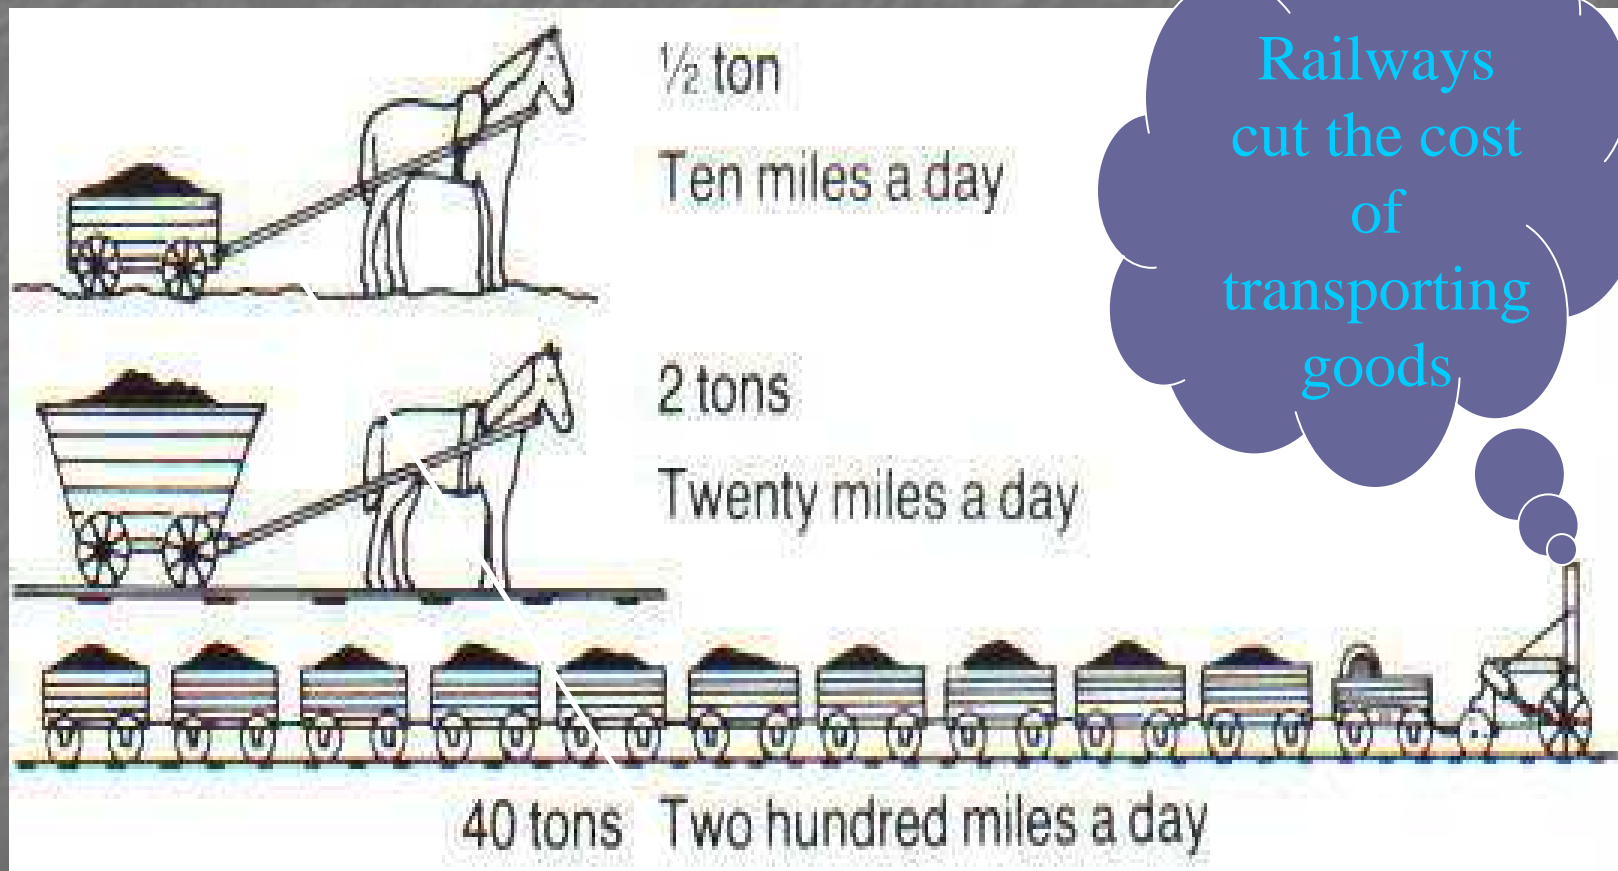 ½ ton
Ten miles a day
Railways
cut the cost
of
transporting
goods
2 tons
Twenty miles a day
40 tons Two hundred miles a day